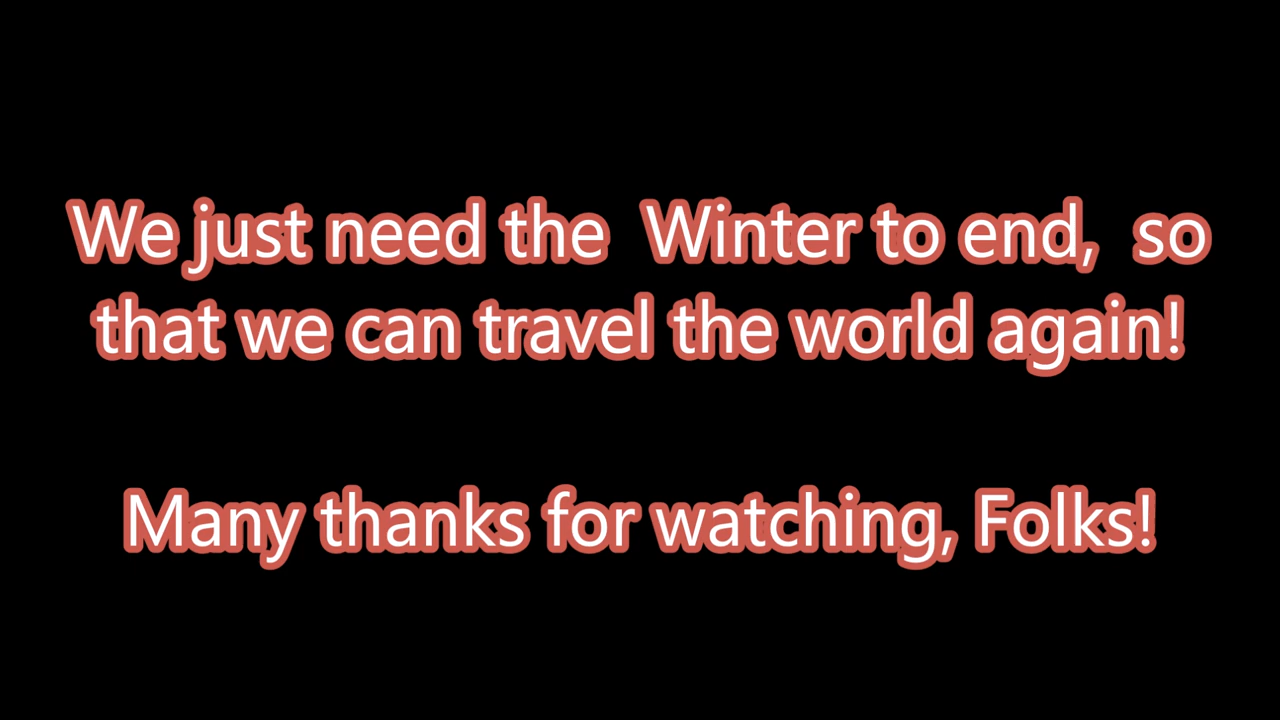 We just need the  Winter to end,  so
that we can travel the world again!
Many thanks for watching, Folks!